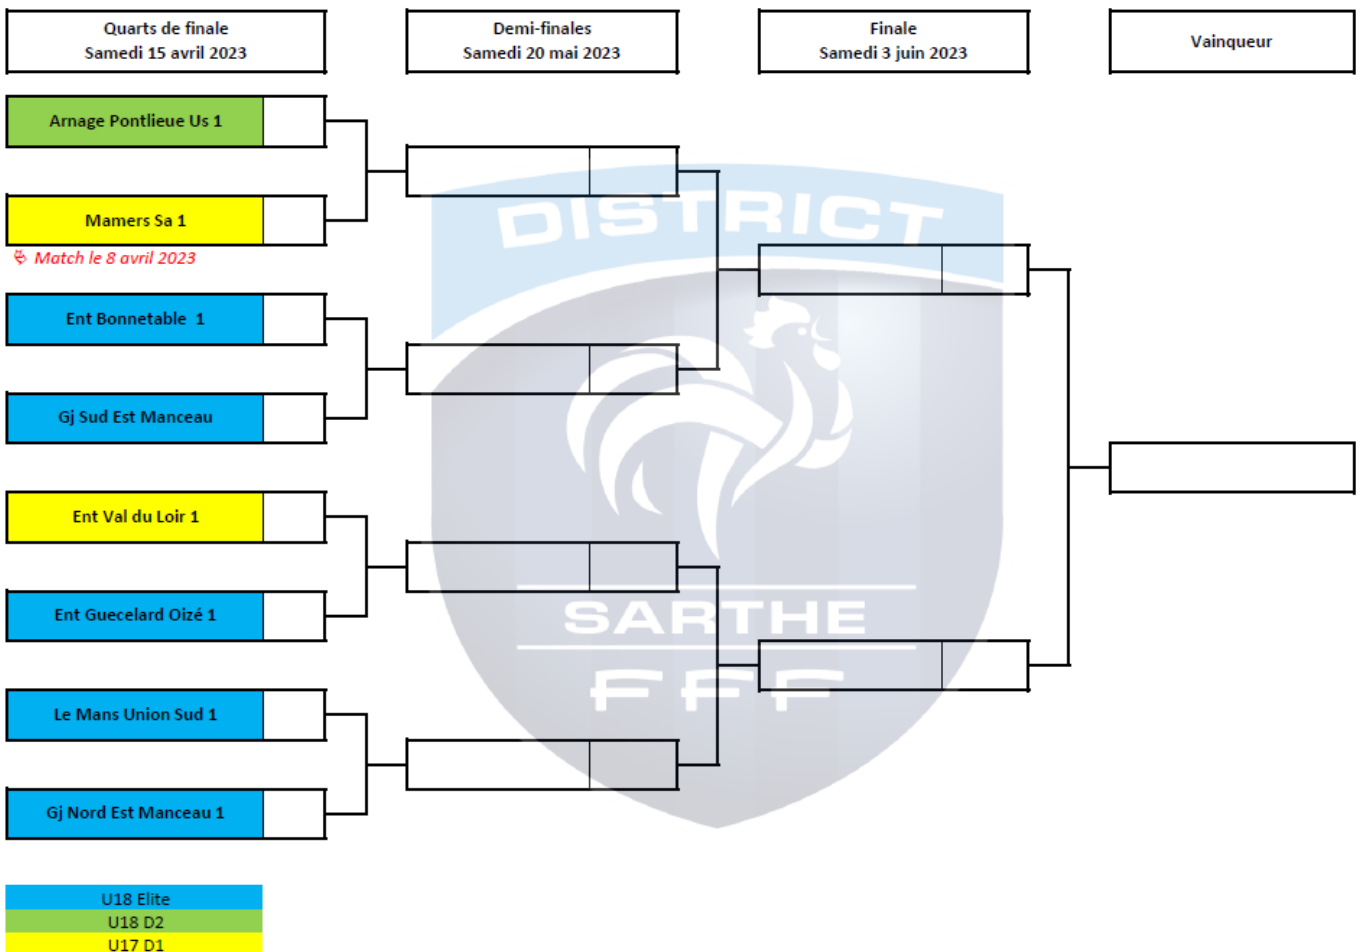 Quarts de finale
Samedi 15 avril 2023
Demi-finales
Samedi 20 mai 2023
Finale
Samedi 3 juin 2023
Vainqueur
Arnage Pontlieue Us 1
Mamers Sa 1
Match le 8 avril 2023
Ent Bonnetable 1
Gj Sud Est Manceau
Ent Val du Loir 1
Ent Guecelard Oizé 1
Le Mans Union Sud 1
Gj Nord Est Manceau 1
DISTRICT
SARTHE
FFF
U18 Elite
U18 D2
U17 D1